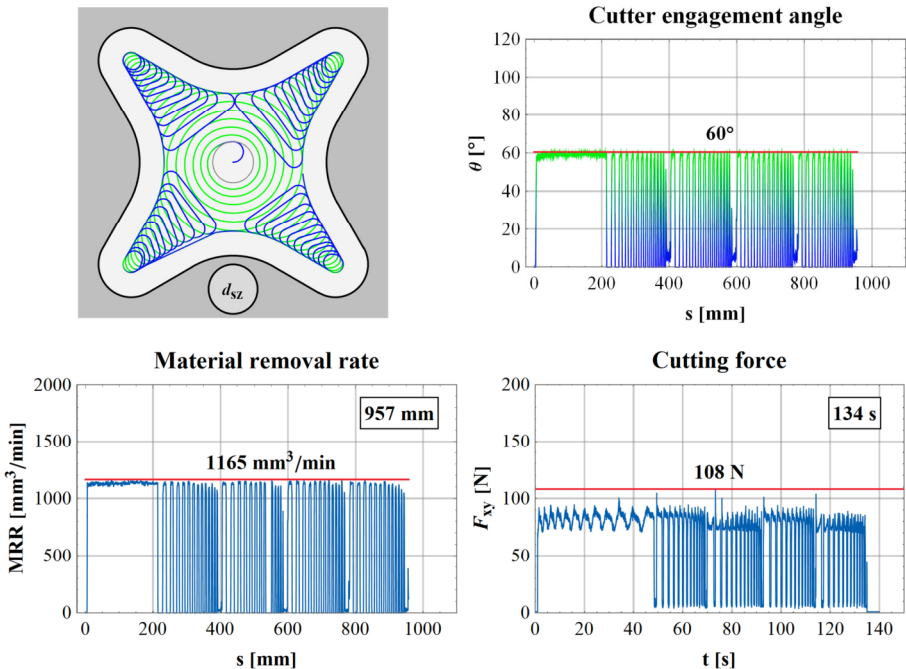 d_sz
Cutter engagement angle
120
100
80
60
40
20
0
θ [°]
60°
0 200 400 600 800 1000
s [mm]
Material removal rate
2000
1500
1000
500
0
MRR [mm³/min]
957 mm
1165 mm³/min
0 200 400 600 800 1000
s [mm]
Cutting force
200
150
100
50
0
F_xy [N]
134 s
108 N
0 20 40 60 80 100 120 140
t [s]